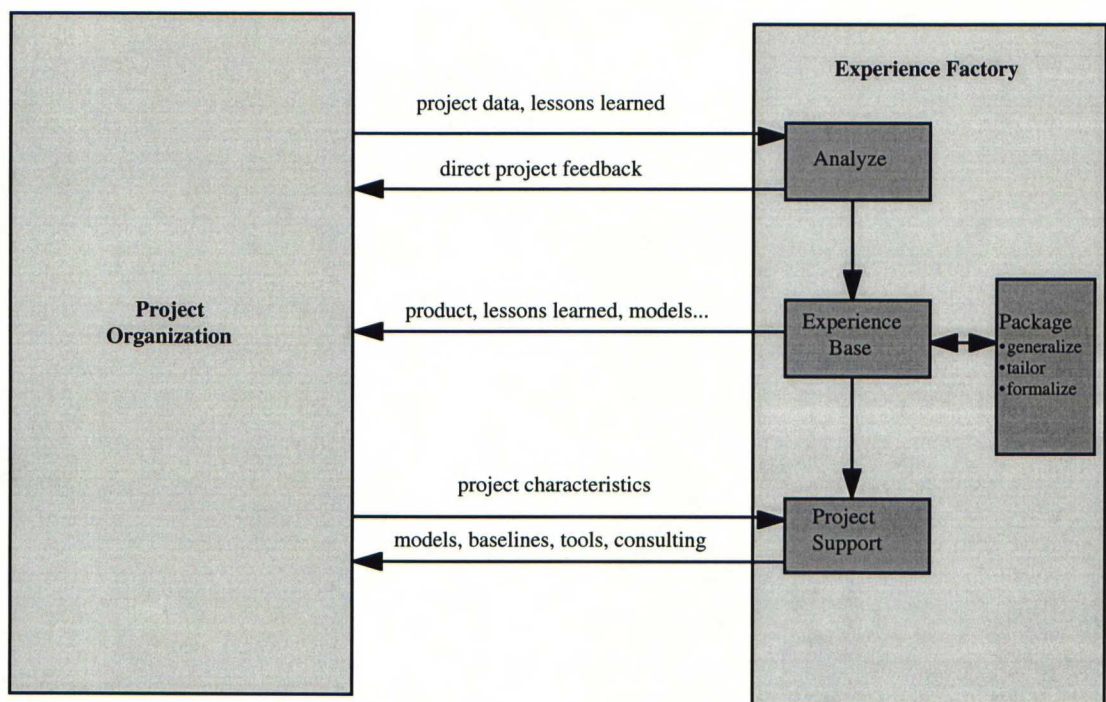 Experience Factory
project data, lessons learned
Analyze
direct project feedback
Project
Organization
product, lessons learned, models...
Experience
Base
Package
•generalize
•tailor
•formalize
project characteristics
Project
Support
models, baselines, tools, consulting